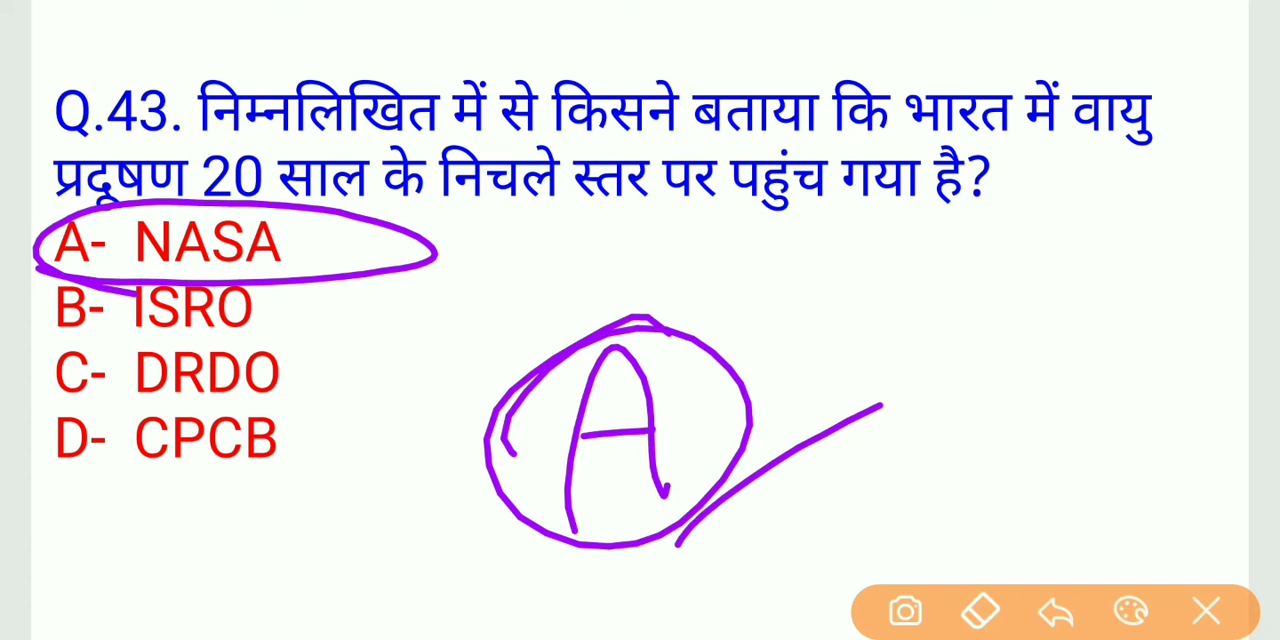 Q.43. निम्नलिखित में से किसने बताया कि भारत में वायु
प्रदूषण 20 साल के निचले स्तर पर पहुंच गया है?
A- NASA
B- ISRO
C- DRDO
D- CPCB
A